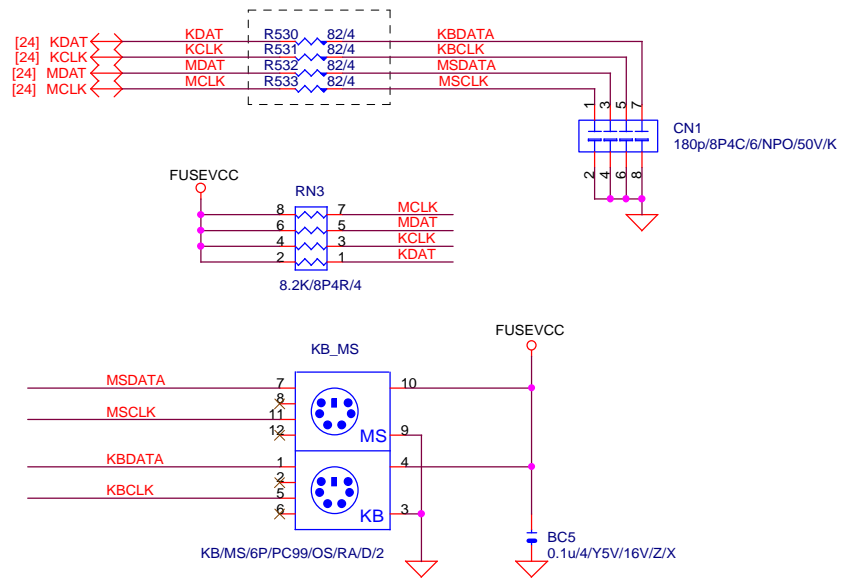 [24] KDAT KDAT R530 82/4 KBDATA
[24] KCLK KCLK R531 82/4 KBCLK
[24] MDAT MDAT R532 82/4 MSDATA
[24] MCLK MCLK R533 82/4 MSCLK
1 3 5 7
CN1
180p/8P4C/6/NPO/50V/K
2 4 6 8
FUSEVCC
RN3
8 7 MCLK
6 5 MDAT
4 3 KCLK
2 1 KDAT
8.2K/8P4R/4
FUSEVCC
KB_MS
MSDATA 7 10
8
MSCLK 11
12 MS 9
KBDATA 1 4
2
KBCLK 5
6 KB 3
KB/MS/6P/PC99/OS/RA/D/2
BC5
0.1u/4/Y5V/16V/Z/X